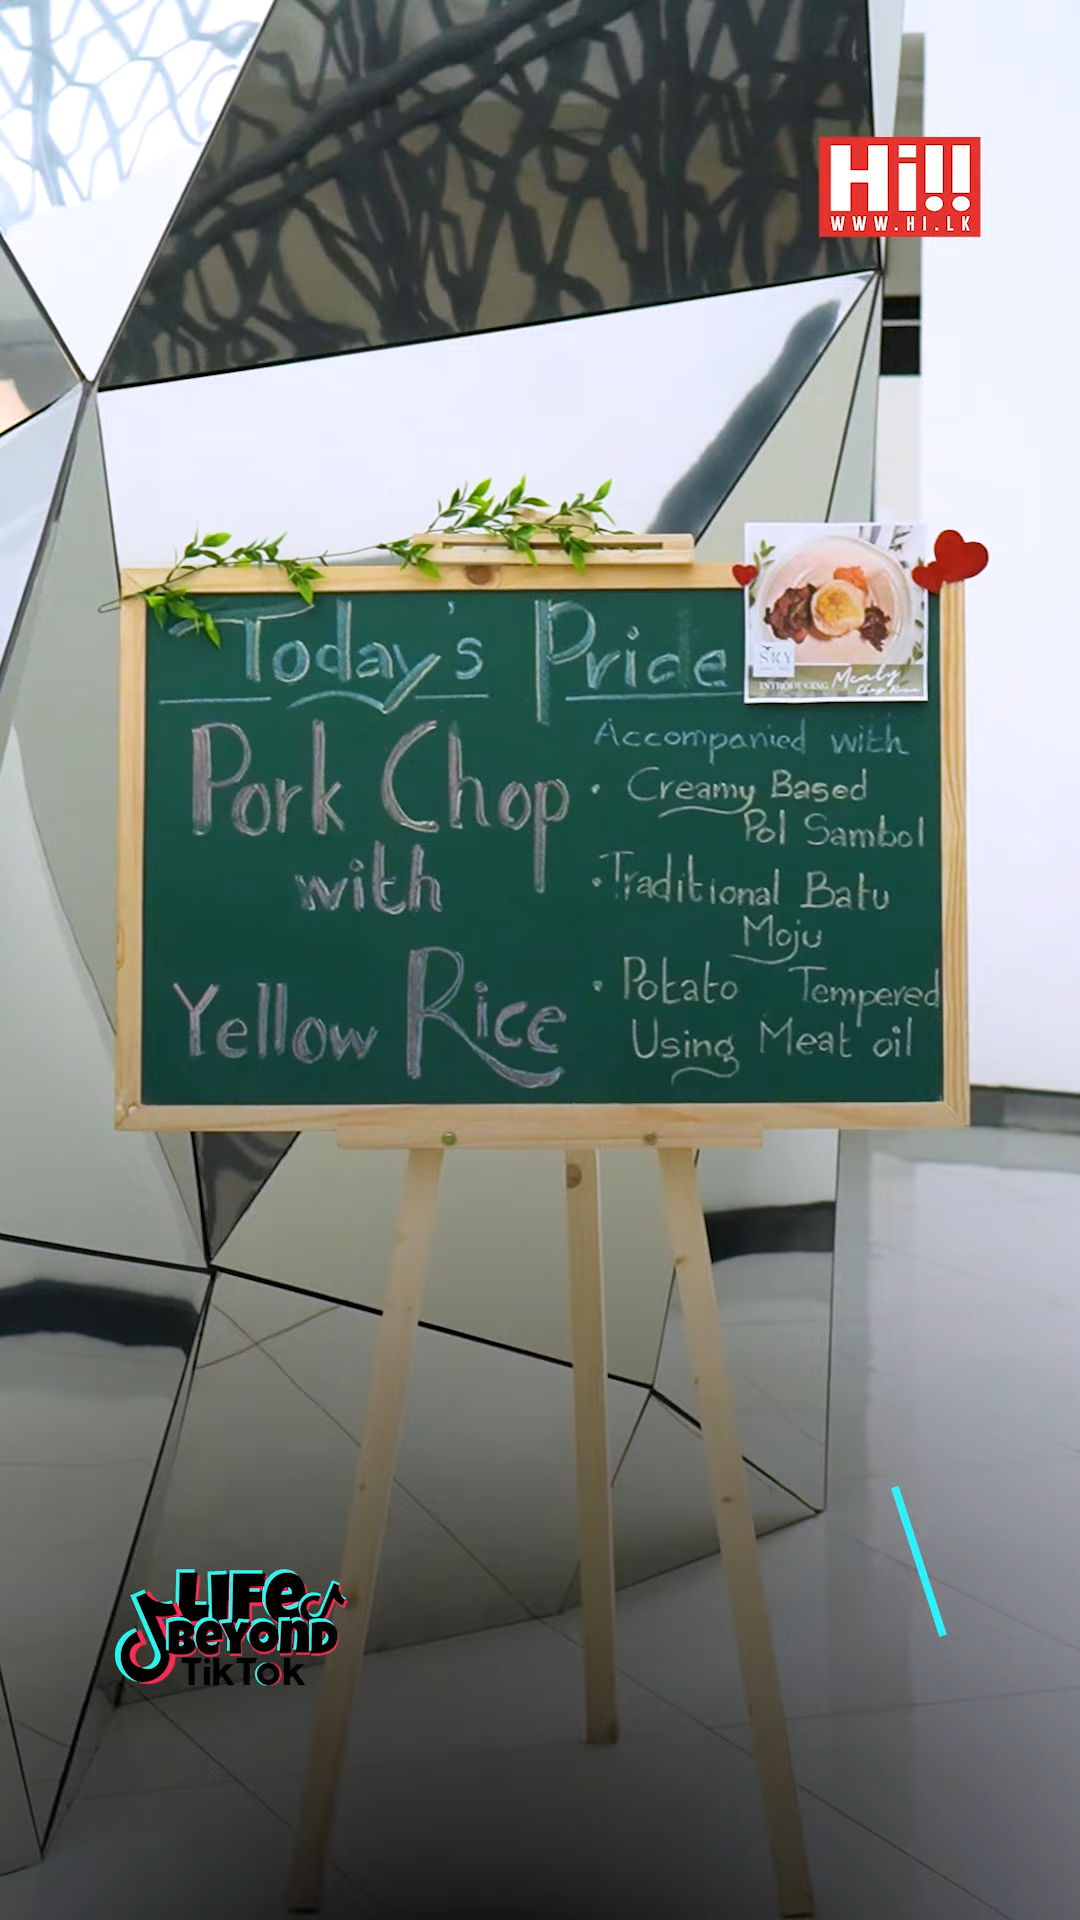 Hi!!
WWW.HI.LK
Today's Pride
SKY
INTRODUCING
Pork Chop
with
Yellow Rice
Accompanied with
• Creamy Based
Pol Sambol
• Traditional Batu
Moju
• Potato Tempered
Using Meat oil
LIFE
BEYOND
TikTok